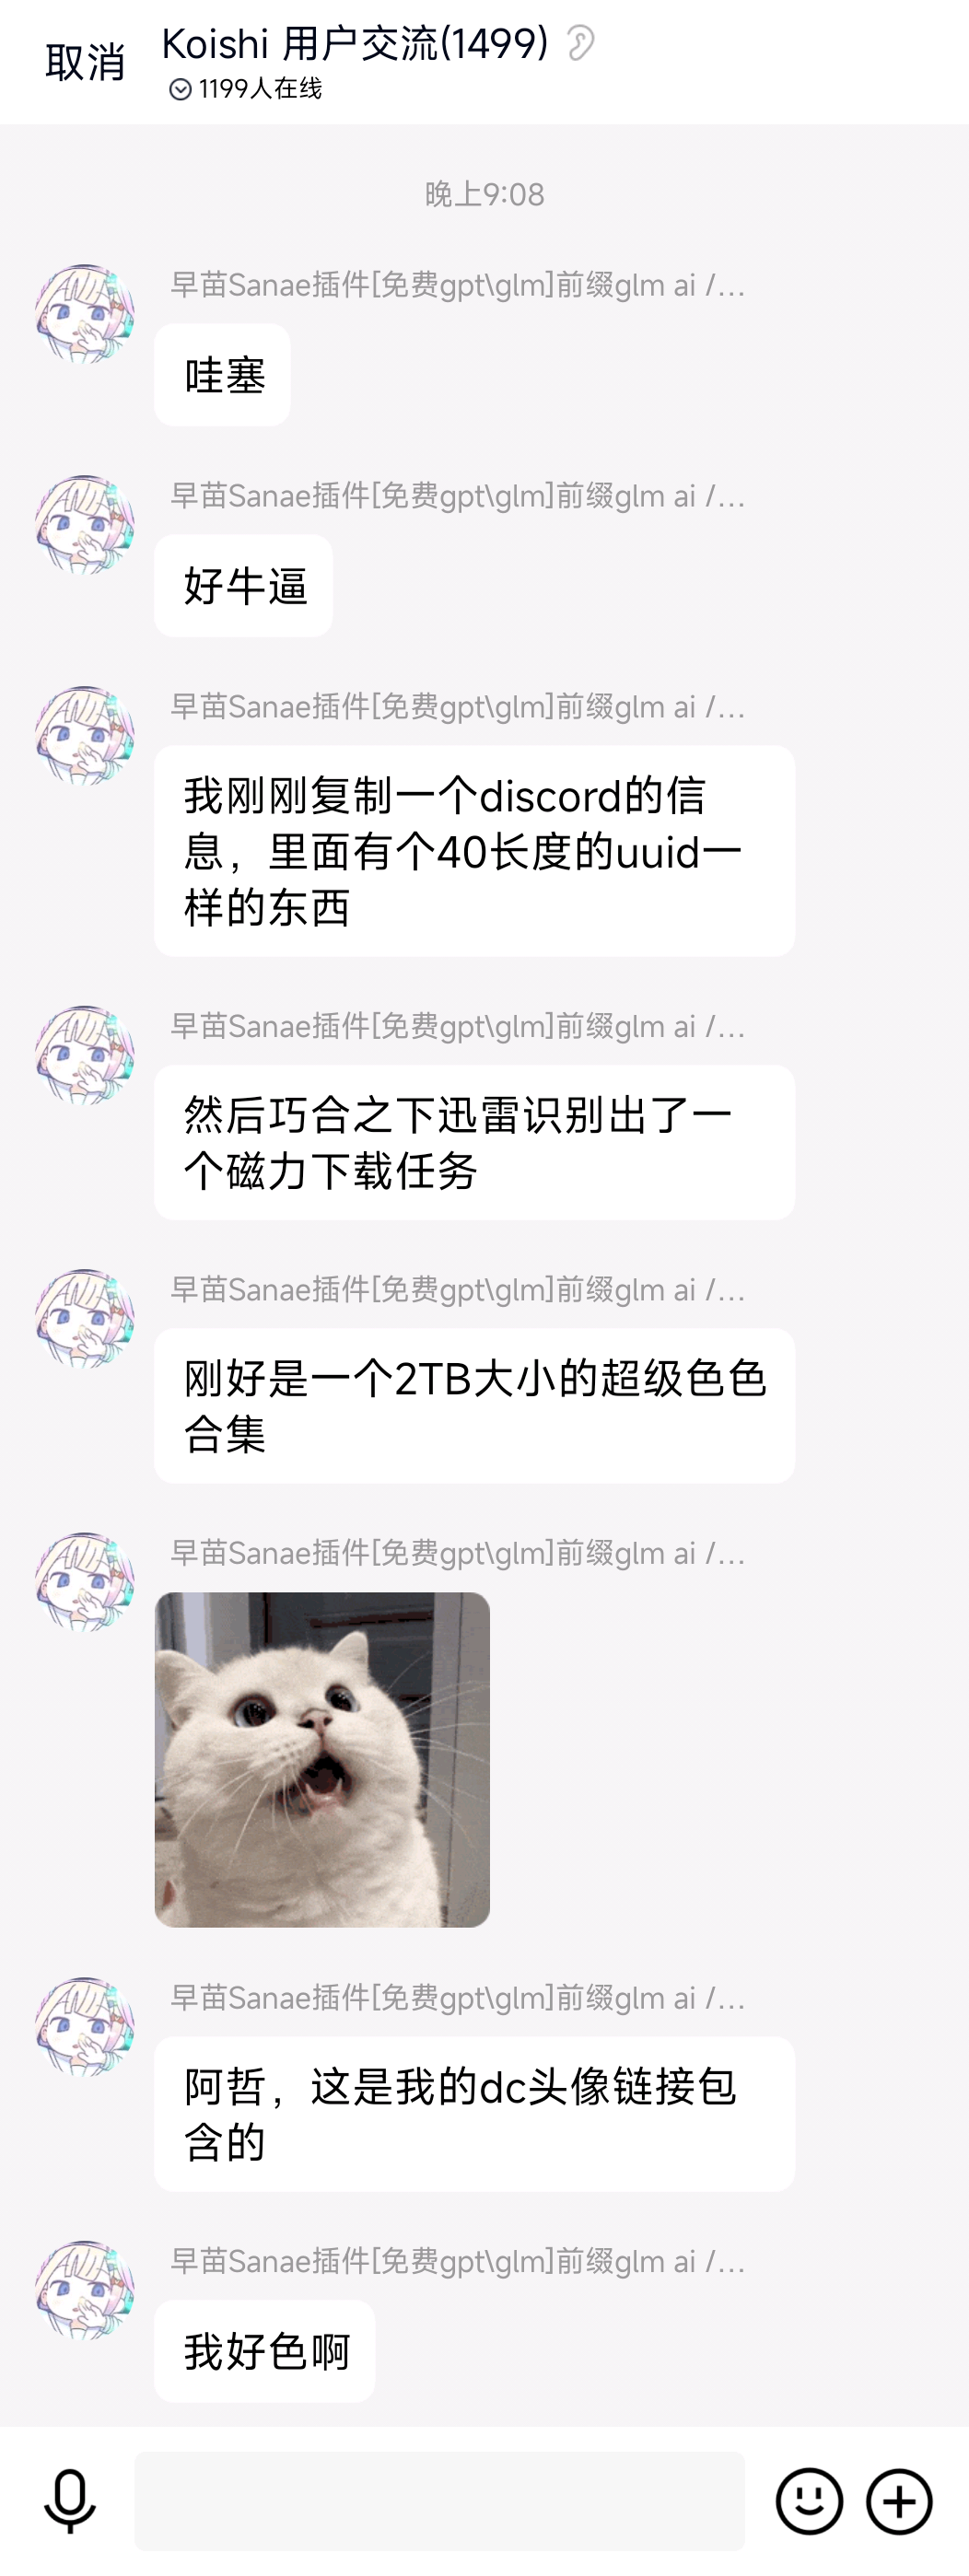 取消
Koishi 用户交流(1499)
1199人在线
晚上9:08
早苗Sanae插件[免费gpt\glm]前缀glm ai /...
哇塞
早苗Sanae插件[免费gpt\glm]前缀glm ai /...
好牛逼
早苗Sanae插件[免费gpt\glm]前缀glm ai /...
我刚刚复制一个discord的信
息，里面有个40长度的uuid一
样的东西
早苗Sanae插件[免费gpt\glm]前缀glm ai /...
然后巧合之下迅雷识别出了一
个磁力下载任务
早苗Sanae插件[免费gpt\glm]前缀glm ai /...
刚好是一个2TB大小的超级色色
合集
早苗Sanae插件[免费gpt\glm]前缀glm ai /...
早苗Sanae插件[免费gpt\glm]前缀glm ai /...
阿哲，这是我的dc头像链接包
含的
早苗Sanae插件[免费gpt\glm]前缀glm ai /...
我好色啊